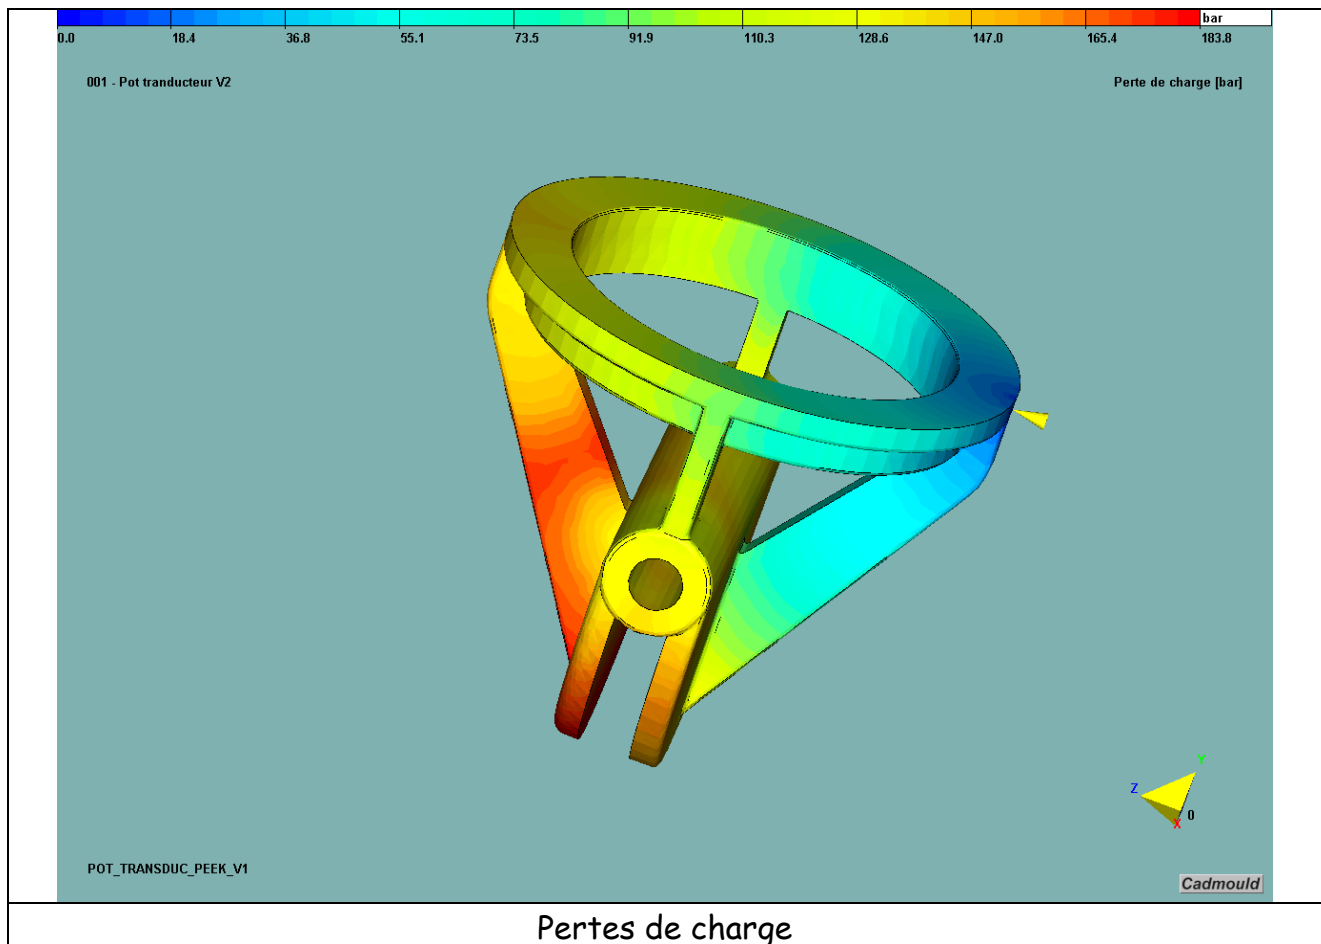 bar
0.0 18.4 36.8 55.1 73.5 91.9 110.3 128.6 147.0 165.4 183.8
001 - Pot tranducteur V2 Perte de charge [bar]
Y
Z
0
X
POT_TRANSDUC_PEEK_V1
Cadmould
Pertes de charge